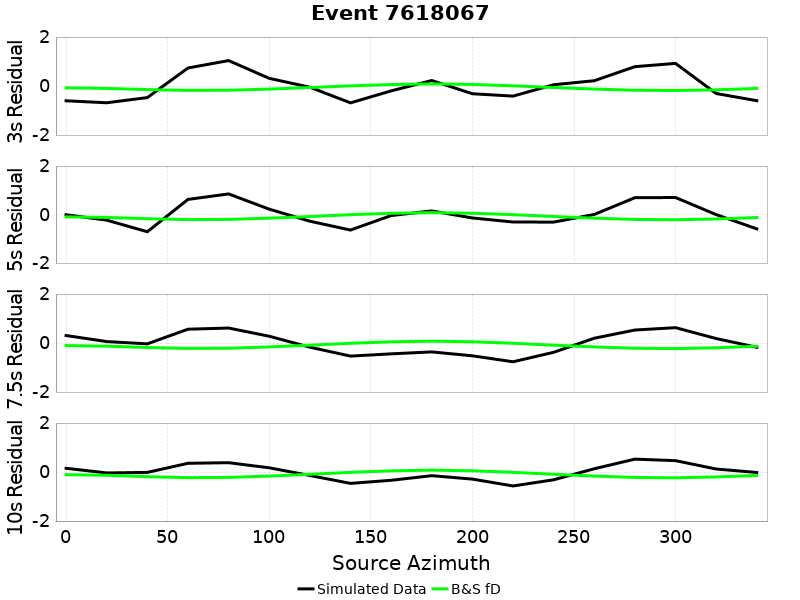 Event 7618067
3s Residual
2
0
-2
5s Residual
2
0
-2
7.5s Residual
2
0
-2
10s Residual
2
0
-2
0 50 100 150 200 250 300
Source Azimuth
Simulated Data B&S fD